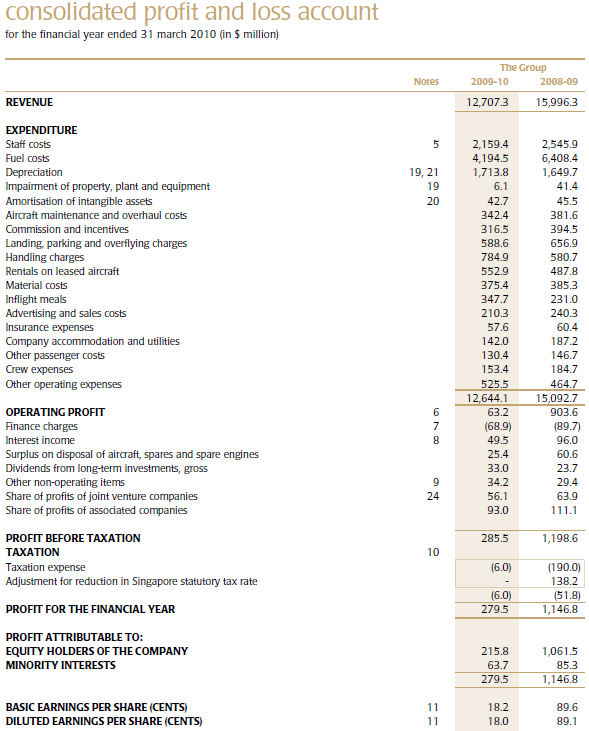 consolidated profit and loss account
for the financial year ended 31 march 2010 (in $ million)
The Group
Notes 2009-10 2008-09
REVENUE 12,707.3 15,996.3
EXPENDITURE
Staff costs 5 2,159.4 2,545.9
Fuel costs 4,194.5 6,408.4
Depreciation 19, 21 1,713.8 1,649.7
Impairment of property, plant and equipment 19 6.1 41.4
Amortisation of intangible assets 20 42.7 45.5
Aircraft maintenance and overhaul costs 342.4 381.6
Commission and incentives 316.5 394.5
Landing, parking and overflying charges 588.6 656.9
Handling charges 784.9 580.7
Rentals on leased aircraft 552.9 487.8
Material costs 375.4 385.3
Inflight meals 347.7 231.0
Advertising and sales costs 210.3 240.3
Insurance expenses 57.6 60.4
Company accommodation and utilities 142.0 187.2
Other passenger costs 130.4 146.7
Crew expenses 153.4 184.7
Other operating expenses 525.5 464.7
12,644.1 15,092.7
OPERATING PROFIT 6 63.2 903.6
Finance charges 7 (68.9) (89.7)
Interest income 8 49.5 96.0
Surplus on disposal of aircraft, spares and spare engines 25.4 60.6
Dividends from long-term investments, gross 33.0 23.7
Other non-operating items 9 34.2 29.4
Share of profits of joint venture companies 24 56.1 63.9
Share of profits of associated companies 93.0 111.1
PROFIT BEFORE TAXATION 285.5 1,198.6
TAXATION 10
Taxation expense (6.0) (190.0)
Adjustment for reduction in Singapore statutory tax rate - 138.2
(6.0) (51.8)
PROFIT FOR THE FINANCIAL YEAR 279.5 1,146.8
PROFIT ATTRIBUTABLE TO:
EQUITY HOLDERS OF THE COMPANY 215.8 1,061.5
MINORITY INTERESTS 63.7 85.3
279.5 1,146.8
BASIC EARNINGS PER SHARE (CENTS) 11 18.2 89.6
DILUTED EARNINGS PER SHARE (CENTS) 11 18.0 89.1